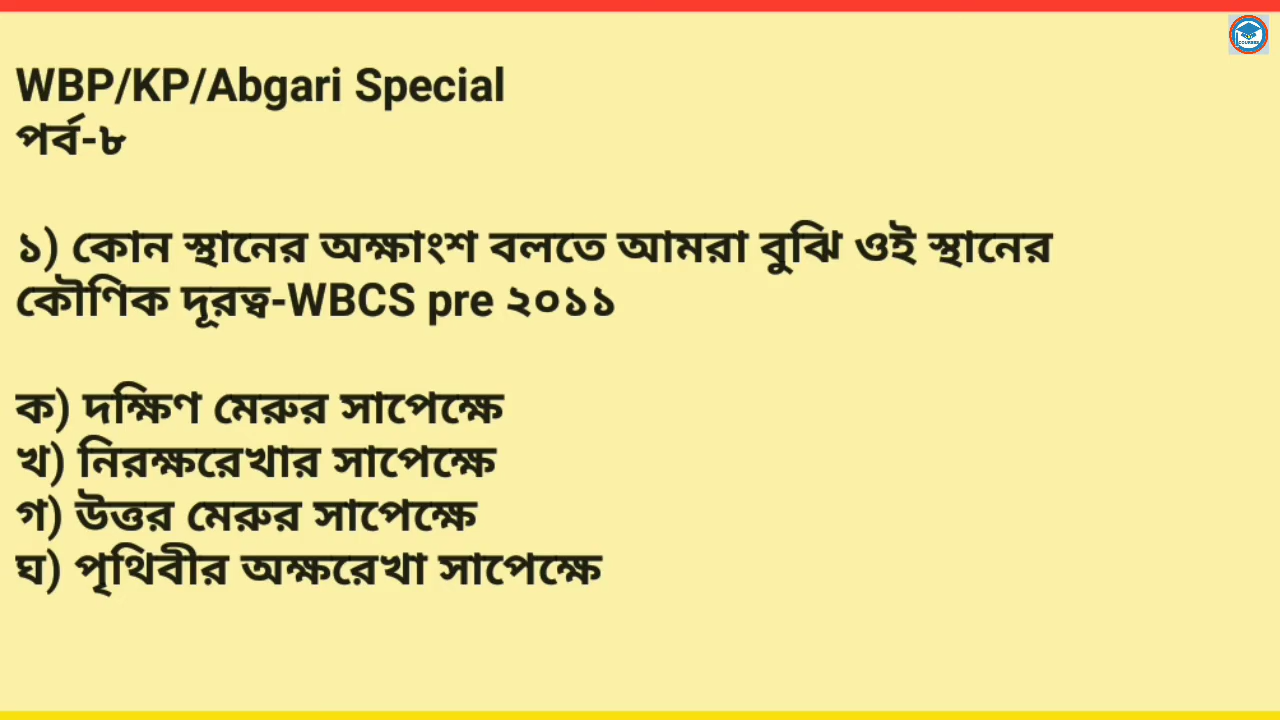 WBP/KP/Abgari Special
পর্ব-৮
১) কোন স্থানের অক্ষাংশ বলতে আমরা বুঝি ওই স্থানের
কৌণিক দূরত্ব-WBCS pre ২০১১
ক) দক্ষিণ মেরুর সাপেক্ষে
খ) নিরক্ষরেখার সাপেক্ষে
গ) উত্তর মেরুর সাপেক্ষে
ঘ) পৃথিবীর অক্ষরেখা সাপেক্ষে